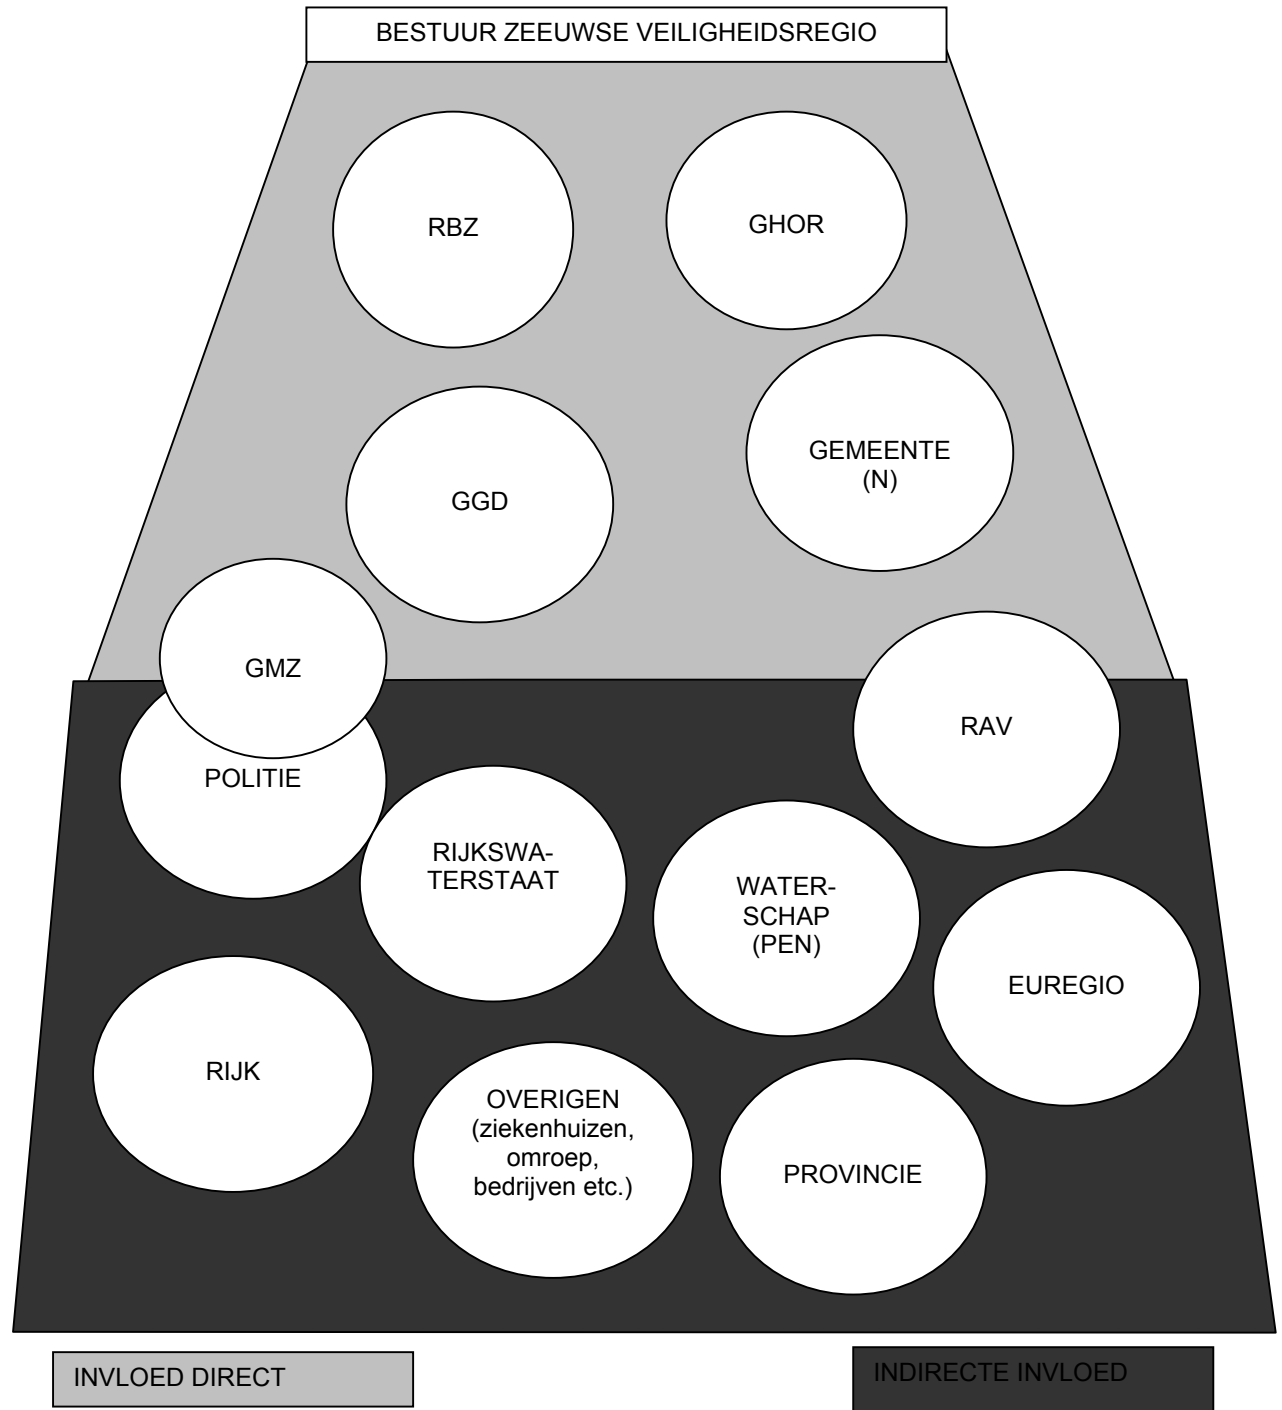 BESTUUR ZEEUWSE VEILIGHEIDSREGIO
RBZ
GHOR
GEMEENTE
(N)
GGD
GMZ
RAV
POLITIE
RIJKSWA-
TERSTAAT
WATER-
SCHAP
(PEN)
EUREGIO
RIJK
OVERIGEN
(ziekenhuizen,
omroep,
bedrijven etc.)
PROVINCIE
INVLOED DIRECT
INDIRECTE INVLOED